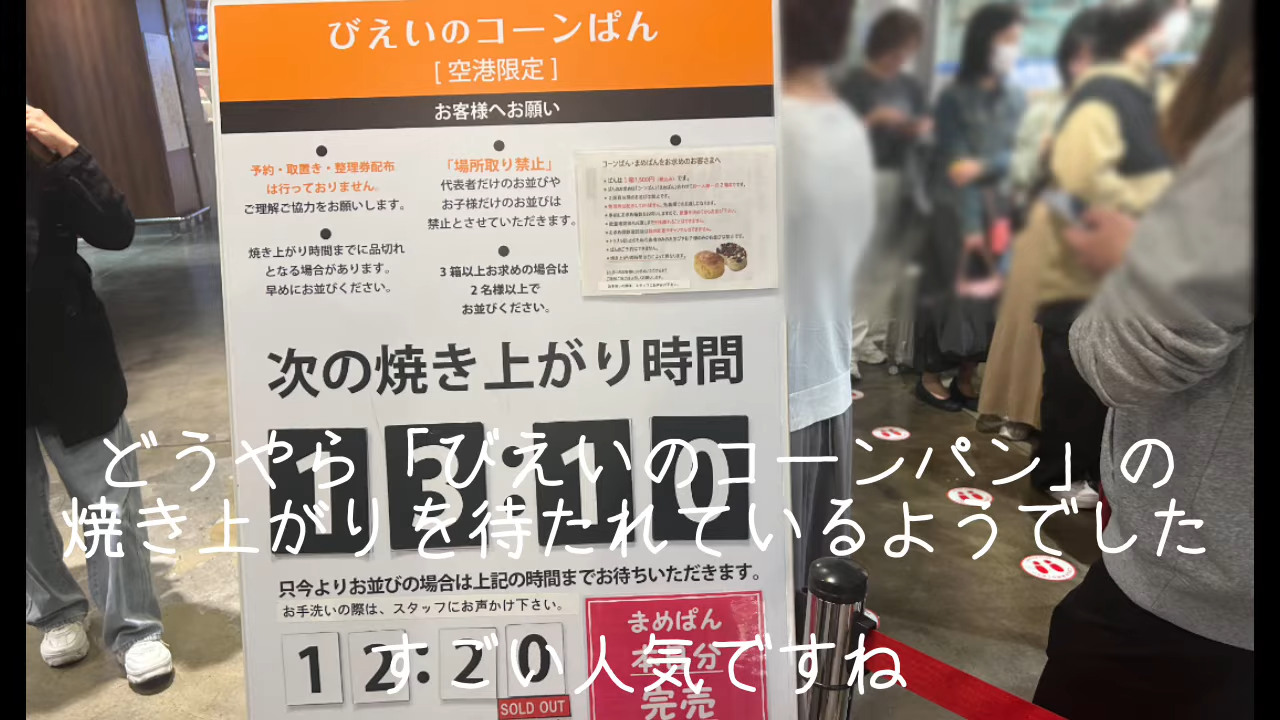 びえいのコーンぱん
[ 空港限定 ]
お客様へお願い
予約・取置き・整理券配布
は行っておりません。
ご理解ご協力をお願いします。
焼き上がり時間までに品切れ
となる場合があります。
早めにお並びください。
「場所取り禁止」
代表者だけのお並びや
お子様だけのお並びは
禁止とさせていただきます。
3箱以上お求めの場合は
2名様以上で
お並びください。
コーンぱん・まめぱんをお求めのお客さまへ
次の焼き上がり時間
13:10
どうやら「びえいのコーンパン」の
焼き上がりを待たれているようでした
只今よりお並びの場合は上記の時間までお待ちいただきます。
お手洗いの際は、スタッフにお声かけ下さい。
12:20
SOLD OUT
まめぱん
本日分
完売
すごい人気ですね